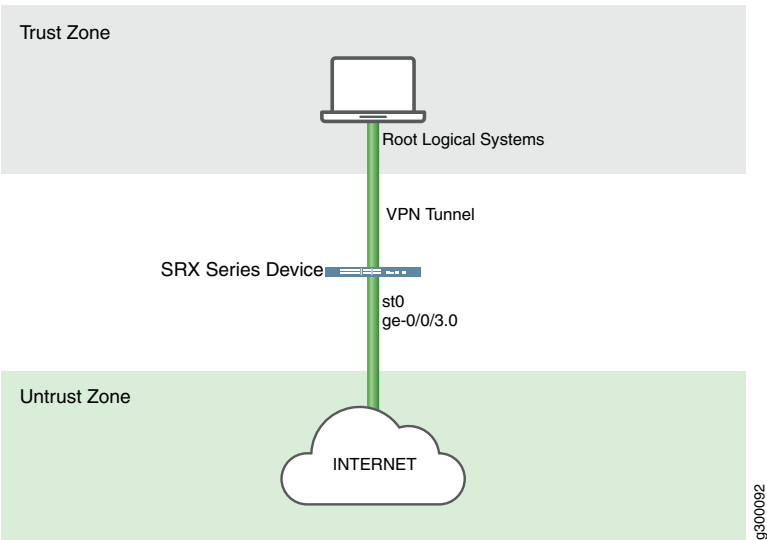 Trust Zone
Root Logical Systems
VPN Tunnel
SRX Series Device
st0
ge-0/0/3.0
Untrust Zone
INTERNET
g300092